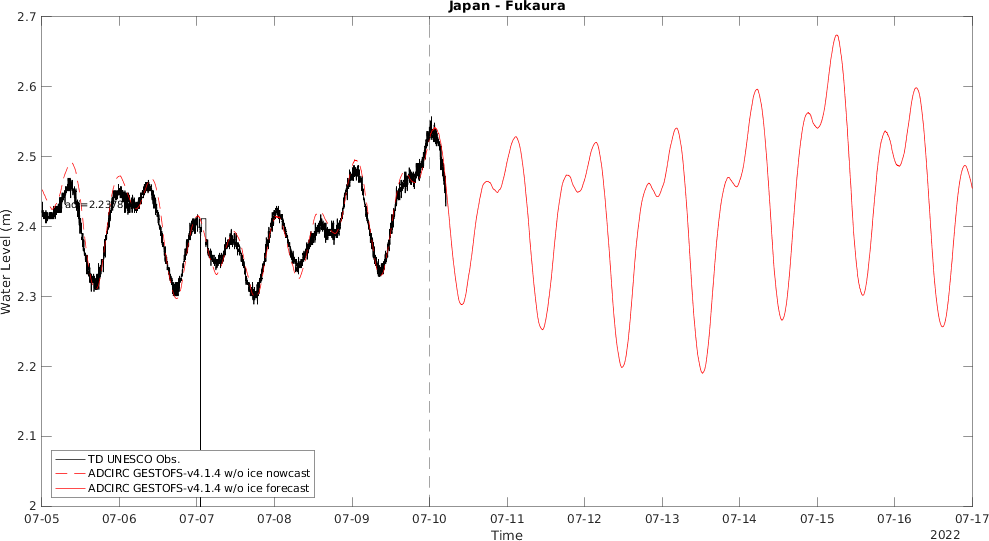 Japan - Fukaura
2.7
2.6
2.5
2.4
2.3
2.2
2.1
2
Water Level (m)
TD UNESCO Obs.
ADCIRC GESTOFS-v4.1.4 w/o ice nowcast
ADCIRC GESTOFS-v4.1.4 w/o ice forecast
07-05 07-06 07-07 07-08 07-09 07-10 07-11 07-12 07-13 07-14 07-15 07-16 07-17
Time
2022